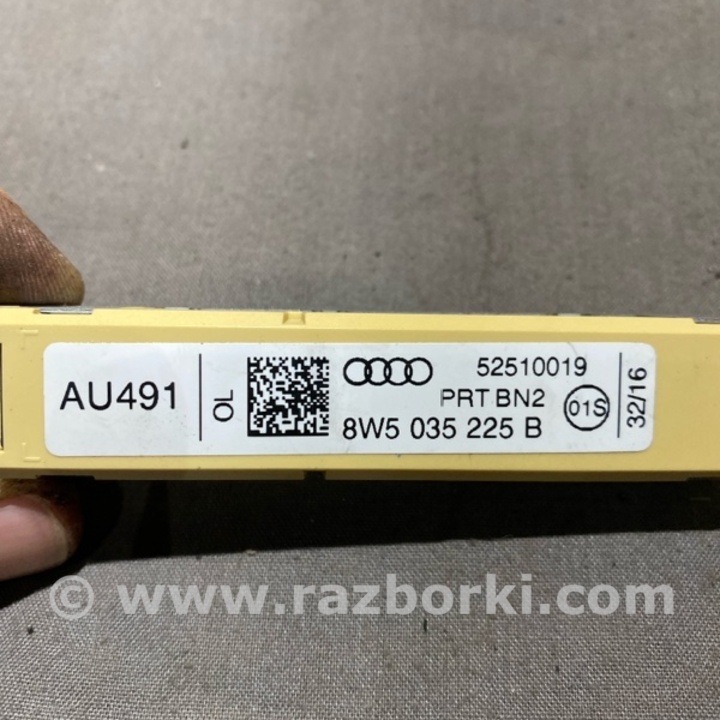 AU491
OL
52510019
PRT BN2
01S
8W5 035 225 B
32/16
© www.razborki.com